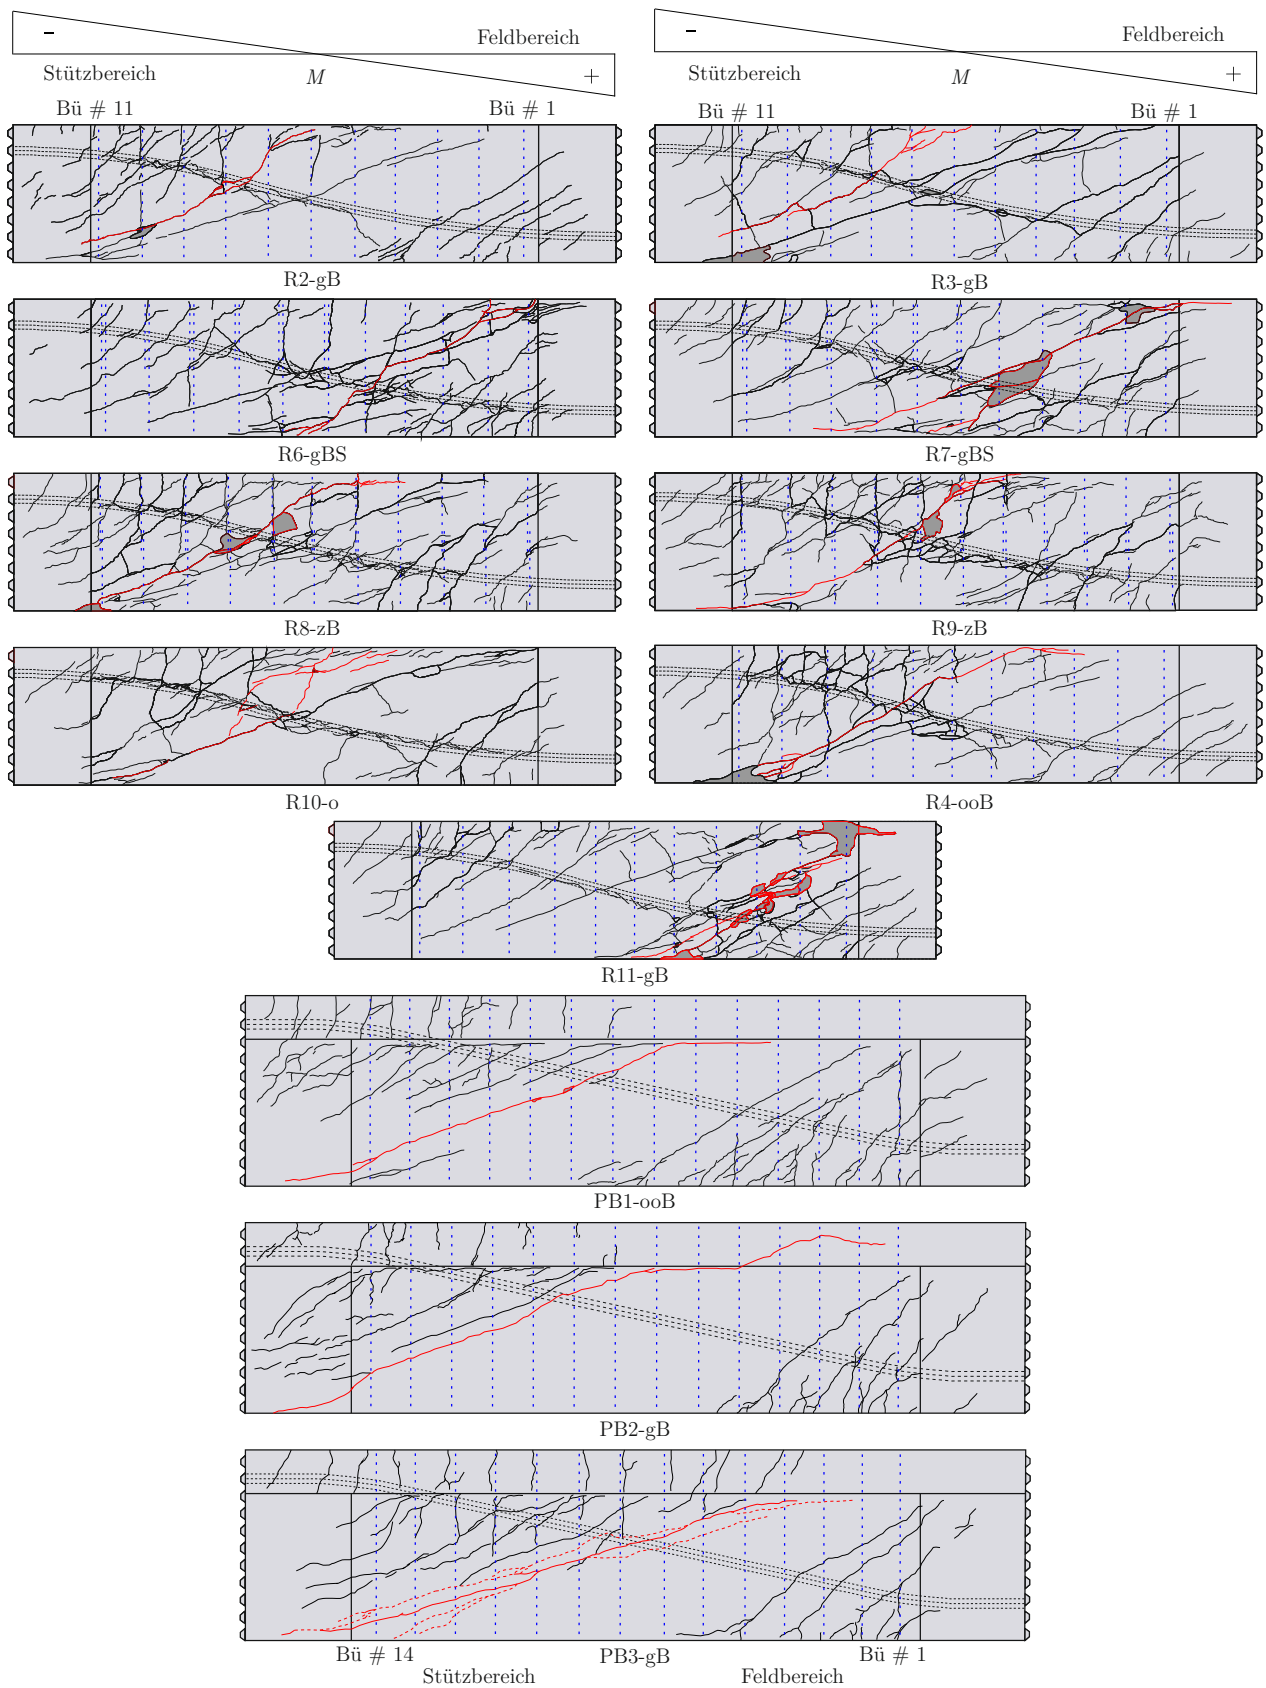 −
Feldbereich
Stützbereich
M
+
Bü # 11
Bü # 1
−
Feldbereich
Stützbereich
M
+
Bü # 11
Bü # 1
R2-gB
R3-gB
R6-gBS
R7-gBS
R8-zB
R9-zB
R10-o
R4-ooB
R11-gB
PB1-ooB
PB2-gB
Bü # 14
PB3-gB
Bü # 1
Stützbereich
Feldbereich